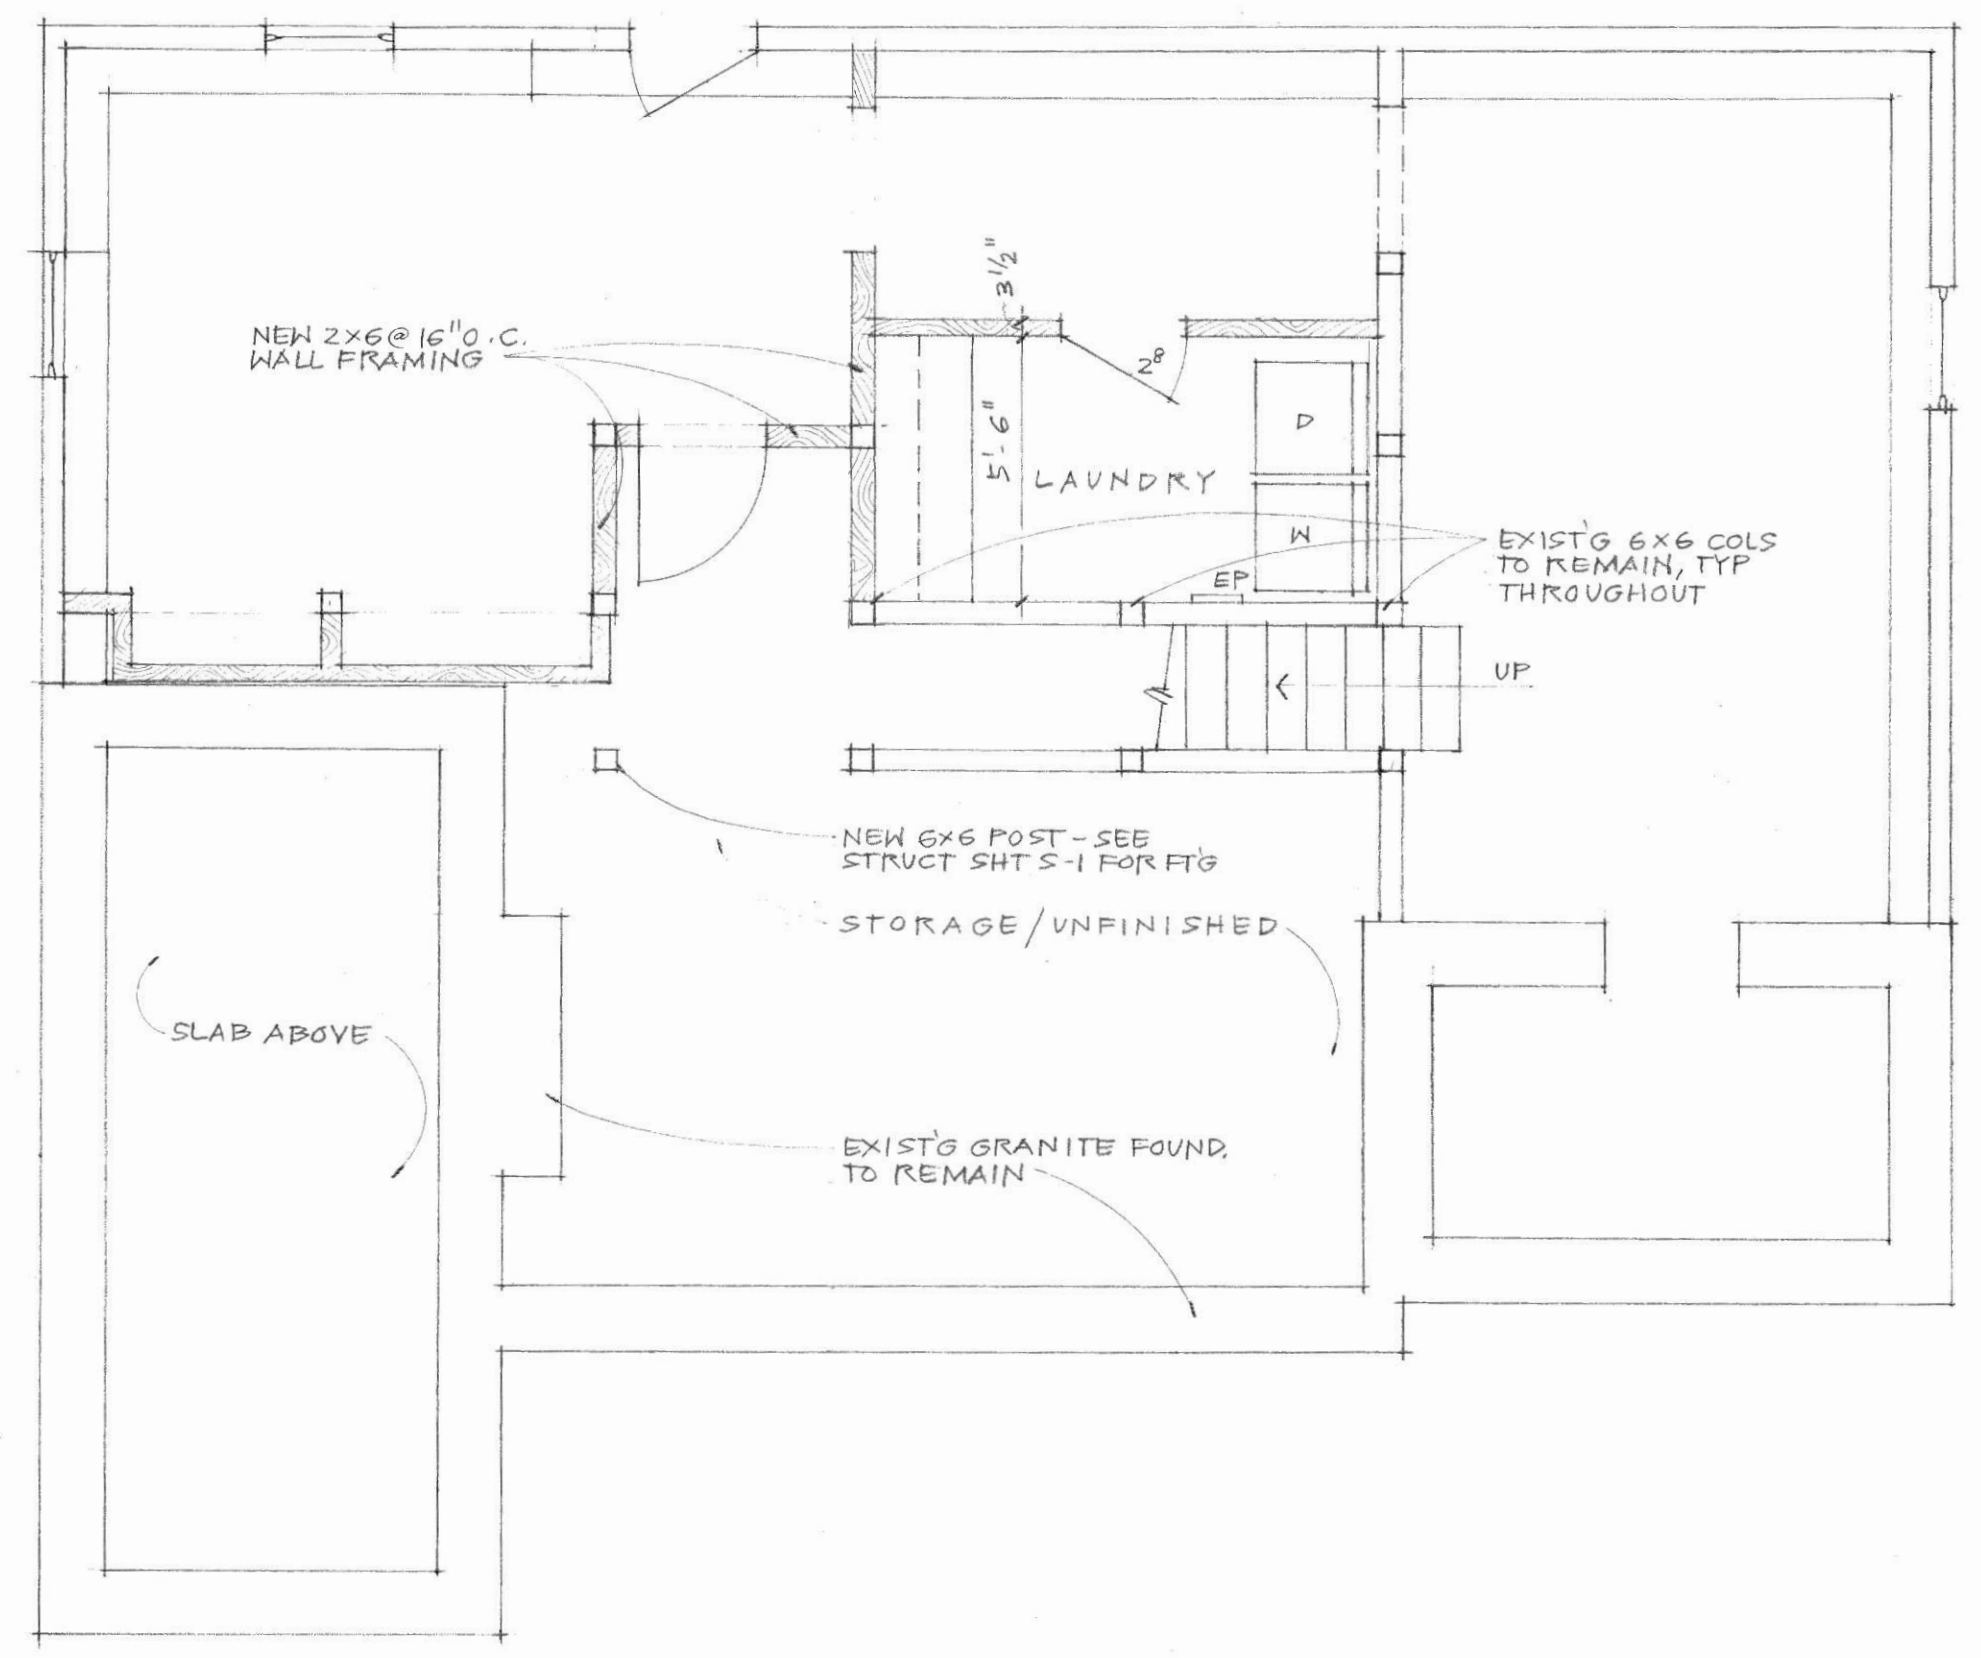 3 1/2"
NEW 2X6@16"O.C.
WALL FRAMING
2⁸
D
5'-6"
LAUNDRY
W
EXIST'G 6X6 COLS
TO REMAIN, TYP
THROUGHOUT
EP
UP
NEW 6X6 POST-SEE
STRUCT SHT S-1 FOR FT'G
STORAGE/UNFINISHED
SLAB ABOVE
EXIST'G GRANITE FOUND.
TO REMAIN